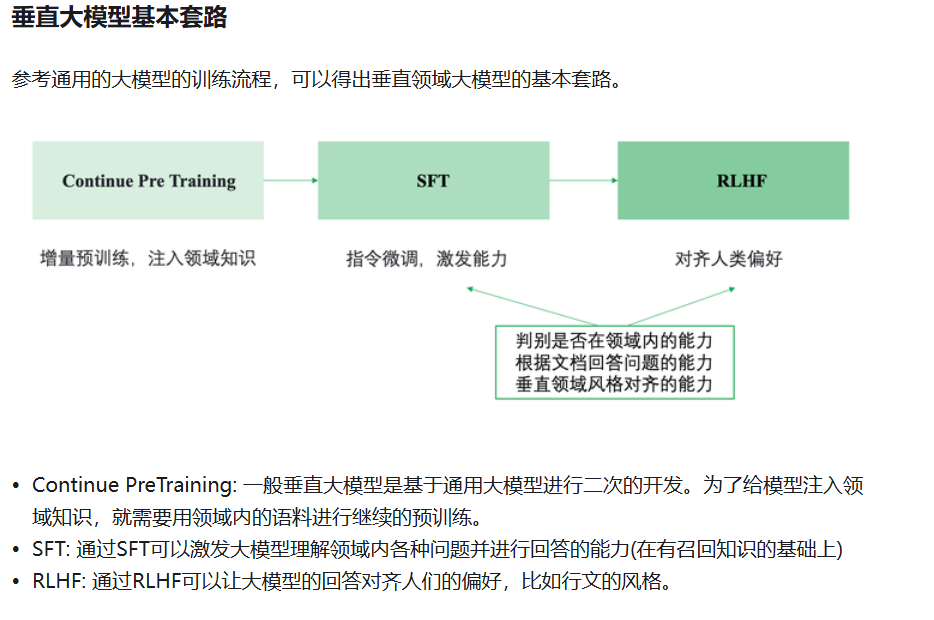 垂直大模型基本套路
参考通用的大模型的训练流程，可以得出垂直领域大模型的基本套路。
Continue Pre Training
SFT
RLHF
增量预训练，注入领域知识
指令微调，激发能力
对齐人类偏好
判别是否在领域内的能力
根据文档回答问题的能力
垂直领域风格对齐的能力
• Continue PreTraining: 一般垂直大模型是基于通用大模型进行二次的开发。为了给模型注入领
域知识，就需要用领域内的语料进行继续的预训练。
• SFT: 通过SFT可以激发大模型理解领域内各种问题并进行回答的能力(在有召回知识的基础上)
• RLHF: 通过RLHF可以让大模型的回答对齐人们的偏好，比如行文的风格。